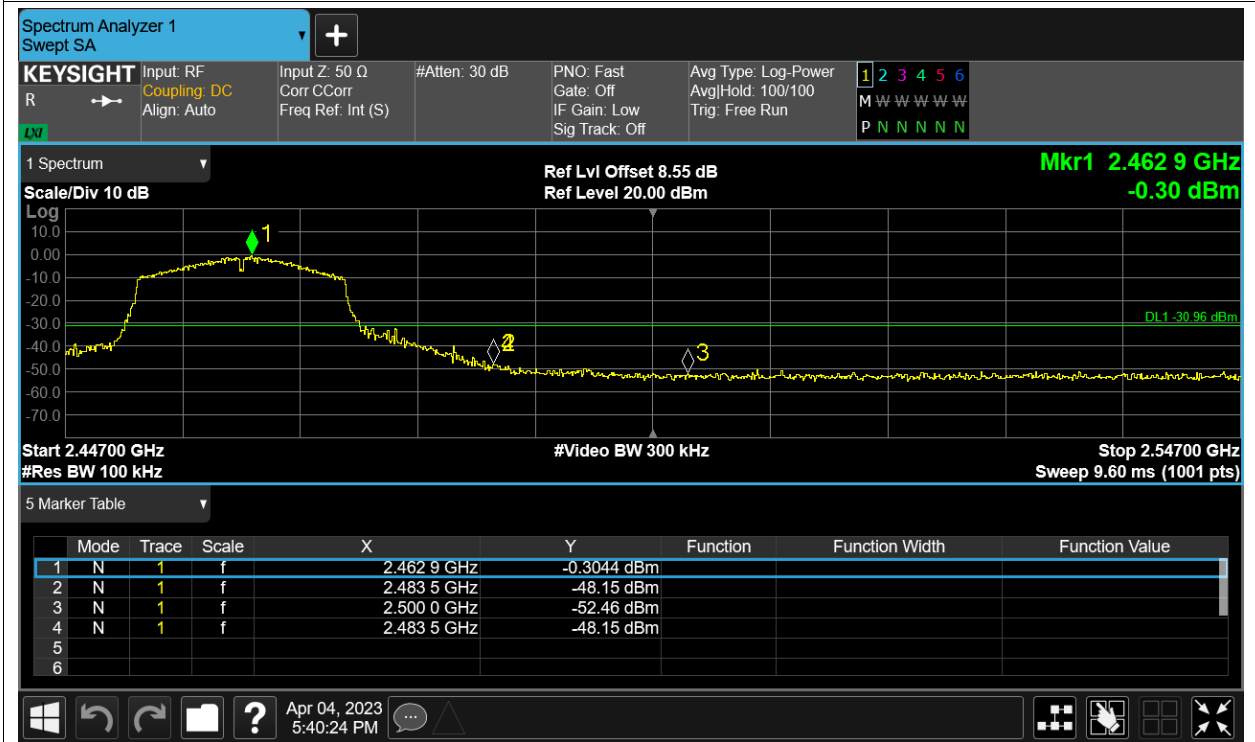 Spectrum Analyzer 1
Swept SA
+
KEYSIGHT
R
LXI
Input: RF
Coupling: DC
Align: Auto
Input Z: 50 Ω
Corr CCorr
Freq Ref: Int (S)
#Atten: 30 dB
PNO: Fast
Gate: Off
IF Gain: Low
Sig Track: Off
Avg Type: Log-Power
Avg|Hold: 100/100
Trig: Free Run
1 2 3 4 5 6
M W W W W W
P N N N N N
1 Spectrum
Scale/Div 10 dB
Ref Lvl Offset 8.55 dB
Ref Level 20.00 dBm
Mkr1 2.462 9 GHz
-0.30 dBm
Log
10.0
0.00
-10.0
-20.0
-30.0
-40.0
-50.0
-60.0
-70.0
1
2
3
DL1 -30.96 dBm
Start 2.44700 GHz
#Video BW 300 kHz
Stop 2.54700 GHz
#Res BW 100 kHz
Sweep 9.60 ms (1001 pts)
5 Marker Table
Mode Trace Scale X Y Function Function Width Function Value
1 N 1 f 2.462 9 GHz -0.3044 dBm
2 N 1 f 2.483 5 GHz -48.15 dBm
3 N 1 f 2.500 0 GHz -52.46 dBm
4 N 1 f 2.483 5 GHz -48.15 dBm
5
6
?
Apr 04, 2023
5:40:24 PM